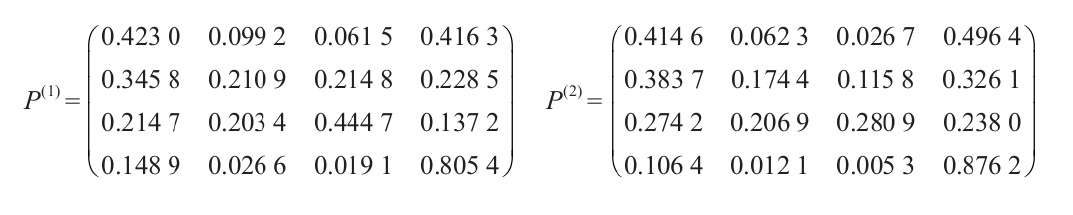 P(1)=
0.423 0 0.099 2 0.061 5 0.416 3
0.345 8 0.210 9 0.214 8 0.228 5
0.214 7 0.203 4 0.444 7 0.137 2
0.148 9 0.026 6 0.019 1 0.805 4
P(2)=
0.414 6 0.062 3 0.026 7 0.496 4
0.383 7 0.174 4 0.115 8 0.326 1
0.274 2 0.206 9 0.280 9 0.238 0
0.106 4 0.012 1 0.005 3 0.876 2